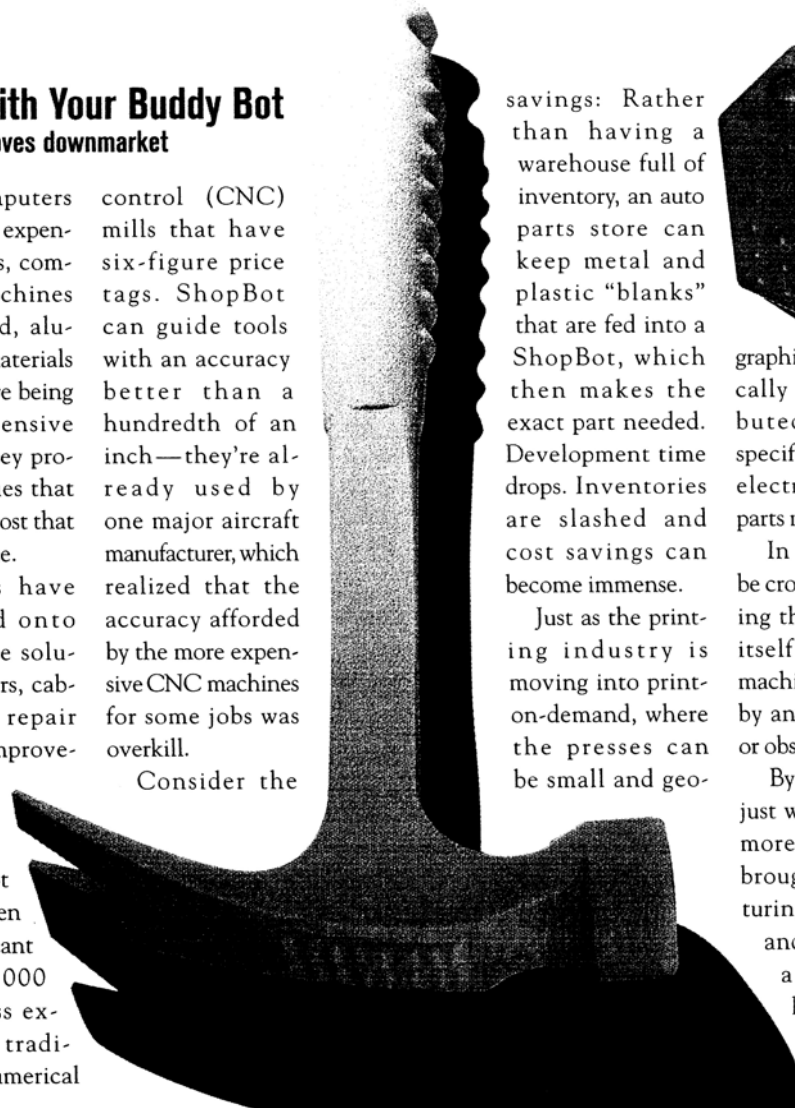 ith Your Buddy Bot
ves downmarket
puters
expen-
s, com-
chines
d, alu-
aterials
e being
ensive
ey pro-
es that
ost that
e.
have
d onto
e solu-
rs, cab-
repair
mprove-
t
en
ant
000
ss ex-
tradi-
umerical
control (CNC)
mills that have
six-figure price
tags. ShopBot
can guide tools
with an accuracy
better than a
hundredth of an
inch—they're al-
ready used by
one major aircraft
manufacturer, which
realized that the
accuracy afforded
by the more expen-
sive CNC machines
for some jobs was
overkill.
Consider the
savings: Rather
than having a
warehouse full of
inventory, an auto
parts store can
keep metal and
plastic “blanks”
that are fed into a
ShopBot, which
then makes the
exact part needed.
Development time
drops. Inventories
are slashed and
cost savings can
become immense.
Just as the print-
ing industry is
moving into print-
on-demand, where
the presses can
be small and geo-
graphi
cally
buted
specif
electr
parts
In
be cro
ing th
itself
machi
by an
or obs
By
just w
more
broug
turin
and
a